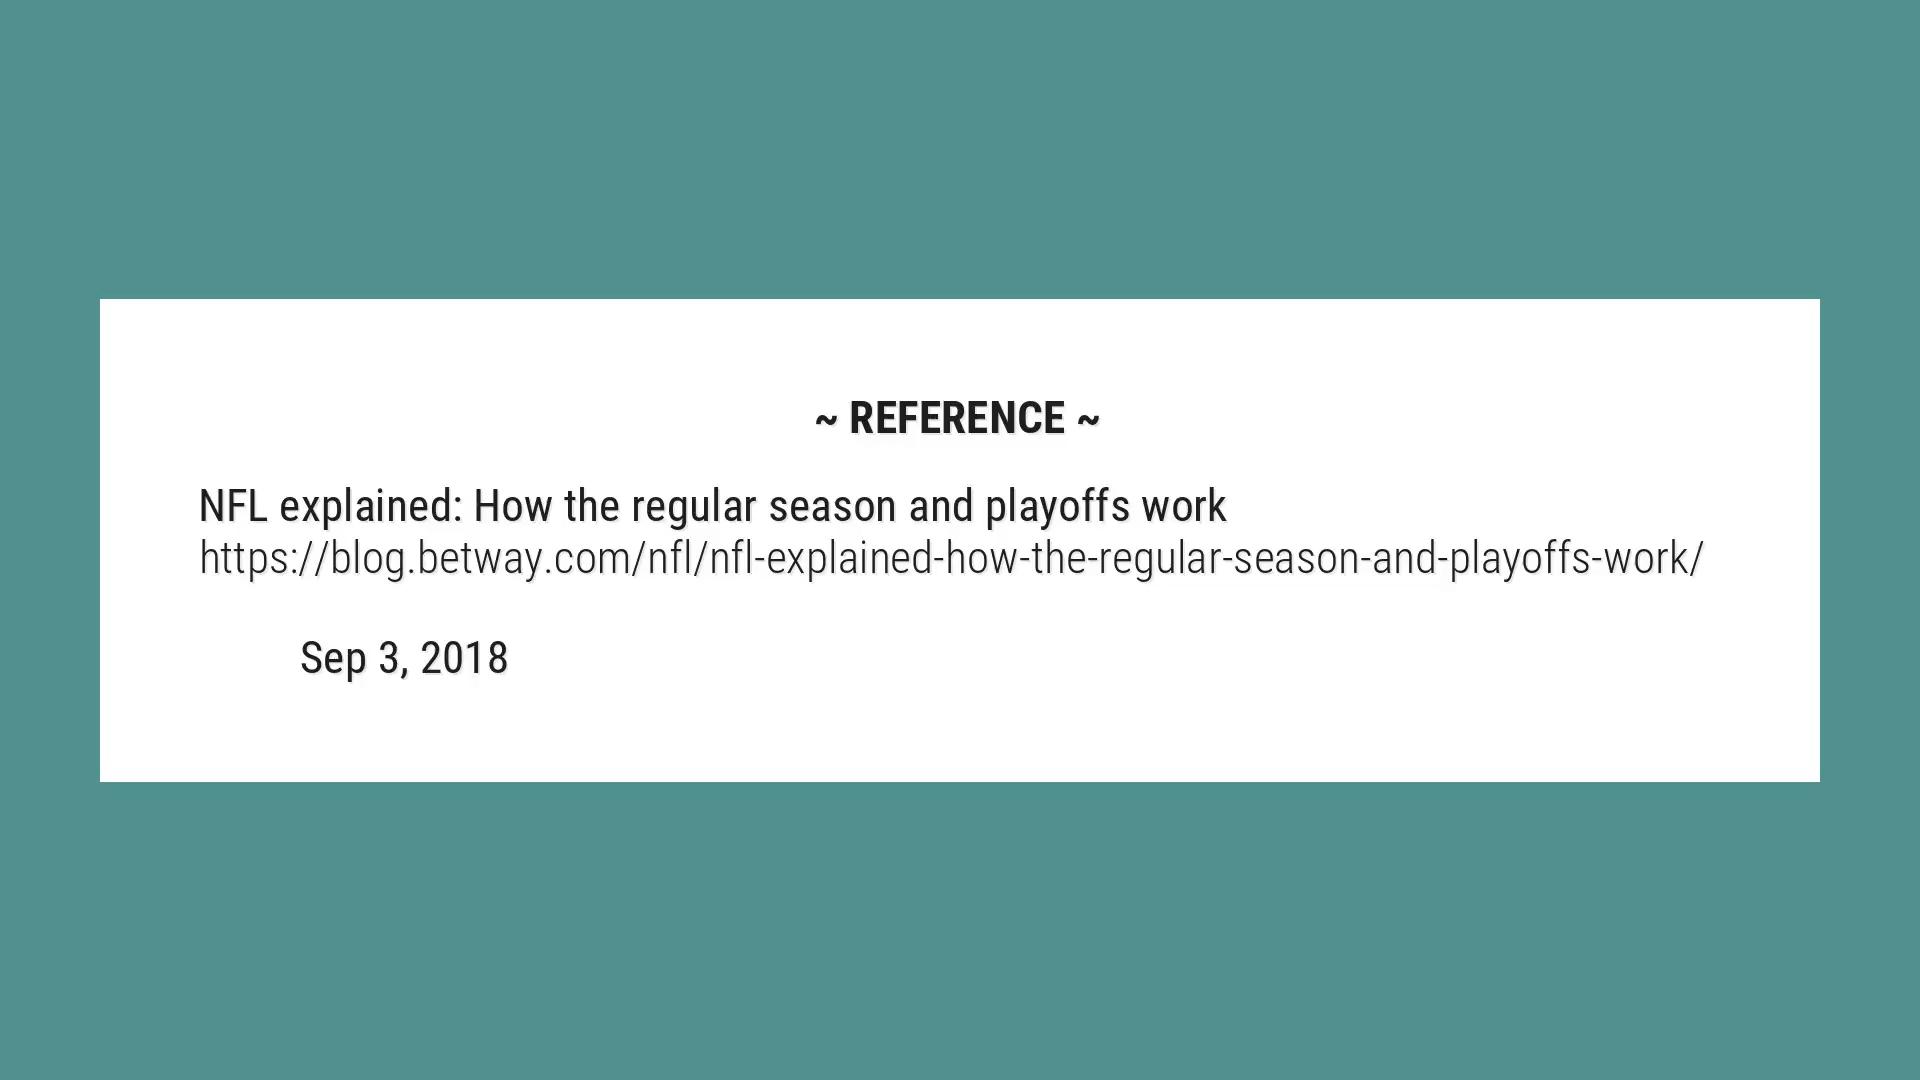 ~ REFERENCE ~
NFL explained: How the regular season and playoffs work
https://blog.betway.com/nfl/nfl-explained-how-the-regular-season-and-playoffs-work/
Sep 3, 2018